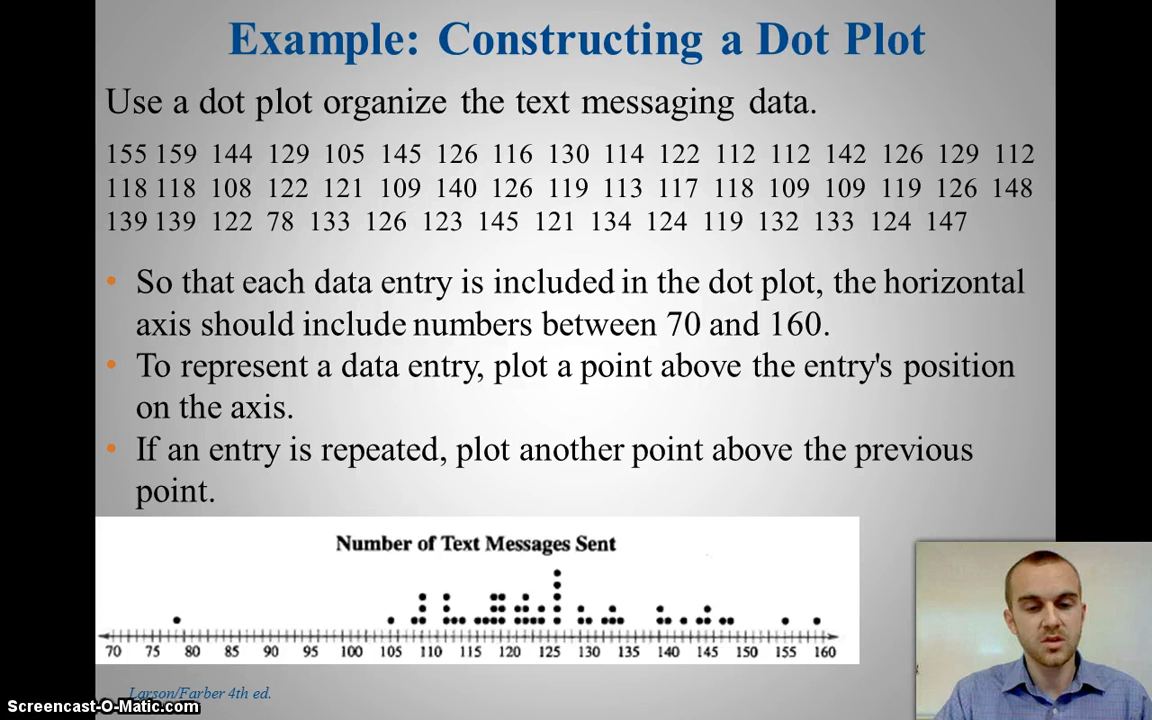 Example: Constructing a Dot Plot
Use a dot plot organize the text messaging data.
155 159 144 129 105 145 126 116 130 114 122 112 112 142 126 129 112
118 118 108 122 121 109 140 126 119 113 117 118 109 109 119 126 148
139 139 122 78 133 126 123 145 121 134 124 119 132 133 124 147
• So that each data entry is included in the dot plot, the horizontal
axis should include numbers between 70 and 160.
• To represent a data entry, plot a point above the entry's position
on the axis.
• If an entry is repeated, plot another point above the previous
point.
Number of Text Messages Sent
70 75 80 85 90 95 100 105 110 115 120 125 130 135 140 145 150 155 160
Larson/Farber 4th ed.
Screencast-O-Matic.com